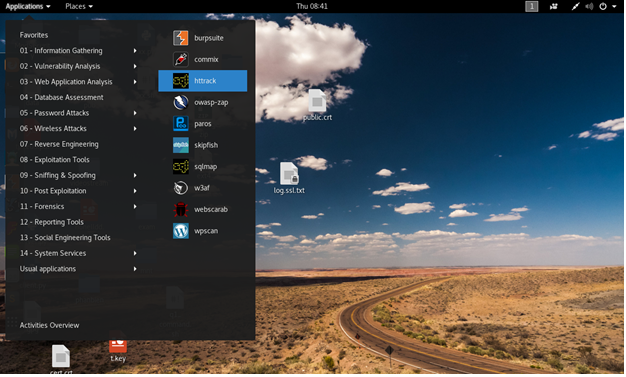 Applications Places Thu 08:41 1
Favorites
01 - Information Gathering
02 - Vulnerability Analysis
03 - Web Application Analysis
04 - Database Assessment
05 - Password Attacks
06 - Wireless Attacks
07 - Reverse Engineering
08 - Exploitation Tools
09 - Sniffing & Spoofing
10 - Post Exploitation
11 - Forensics
12 - Reporting Tools
13 - Social Engineering Tools
14 - System Services
Usual applications
Activities Overview
burpsuite
commix
httrack
owasp-zap
paros
skipfish
sqlmap
w3af
webscarab
wpscan
public.crt
log.ssl.txt
t.key
cert.crt